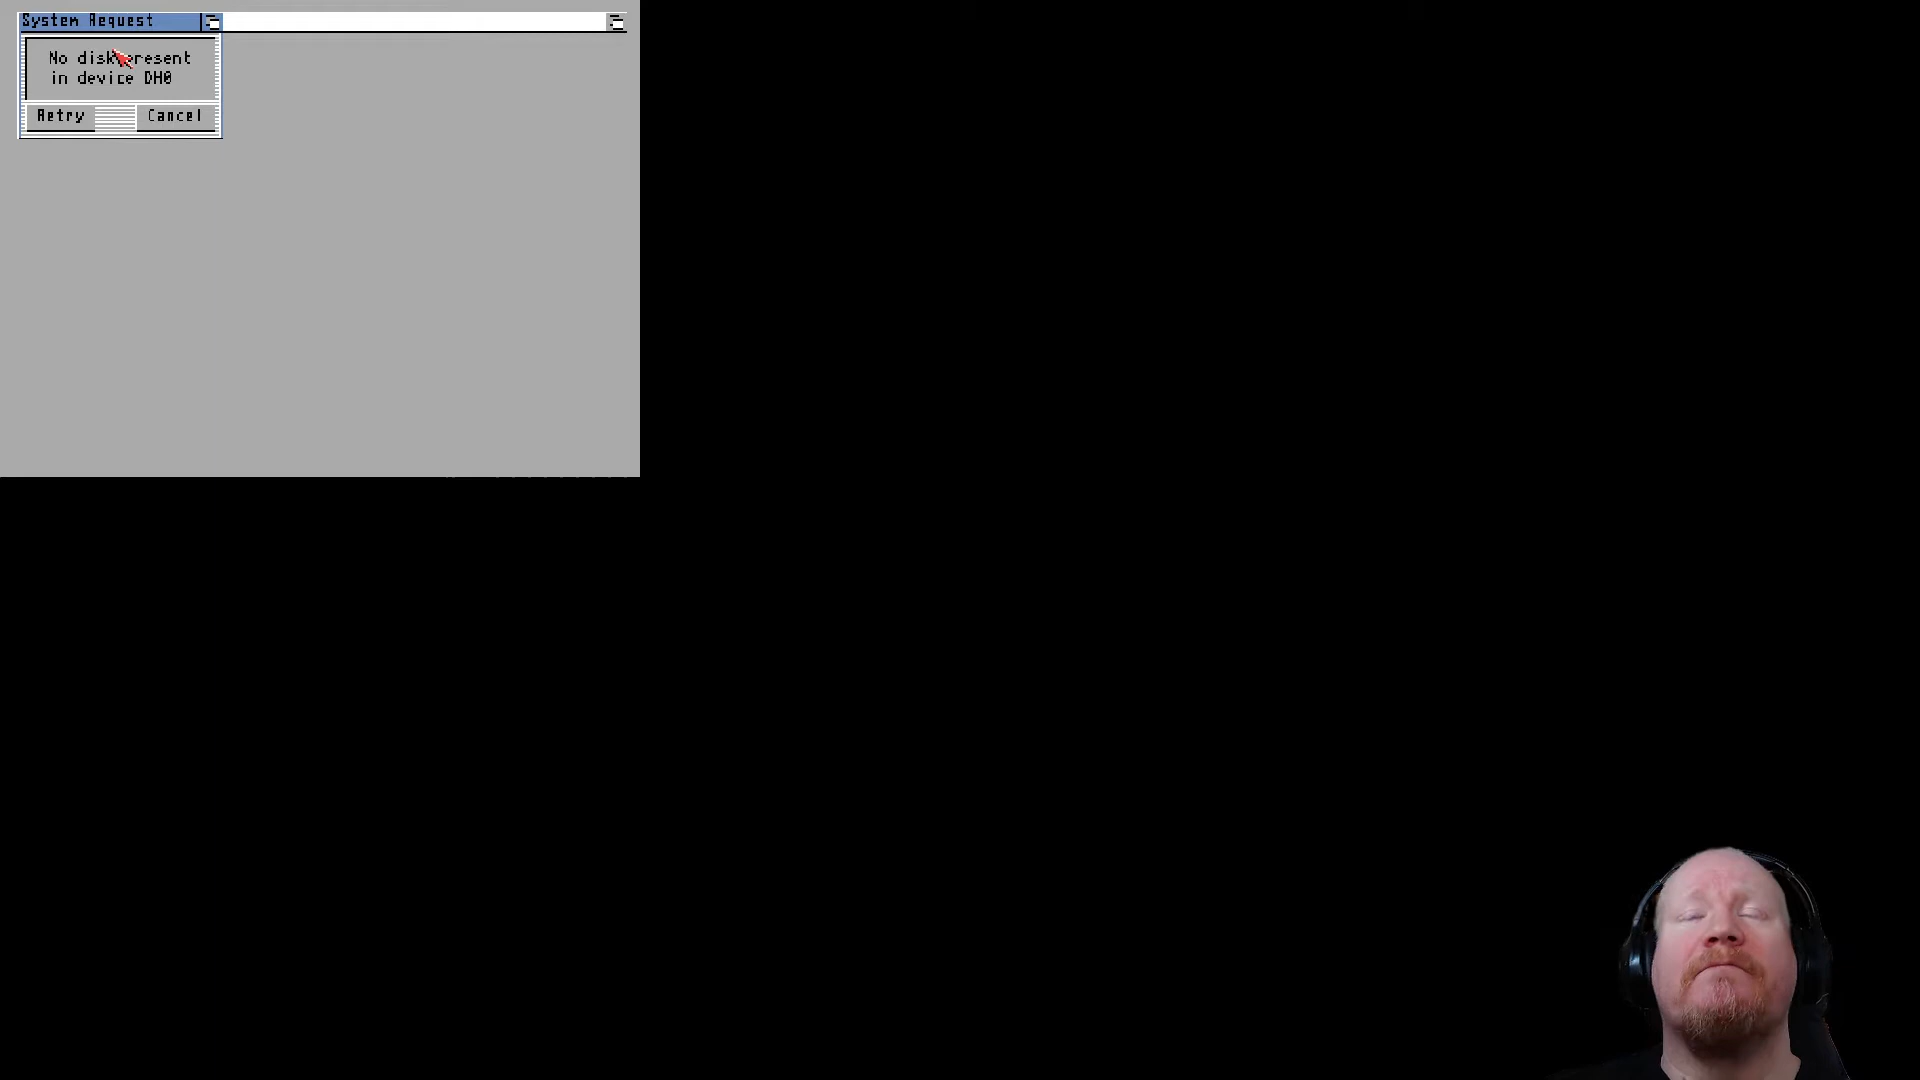 System Request
No disk present
in device DH0
Retry
Cancel